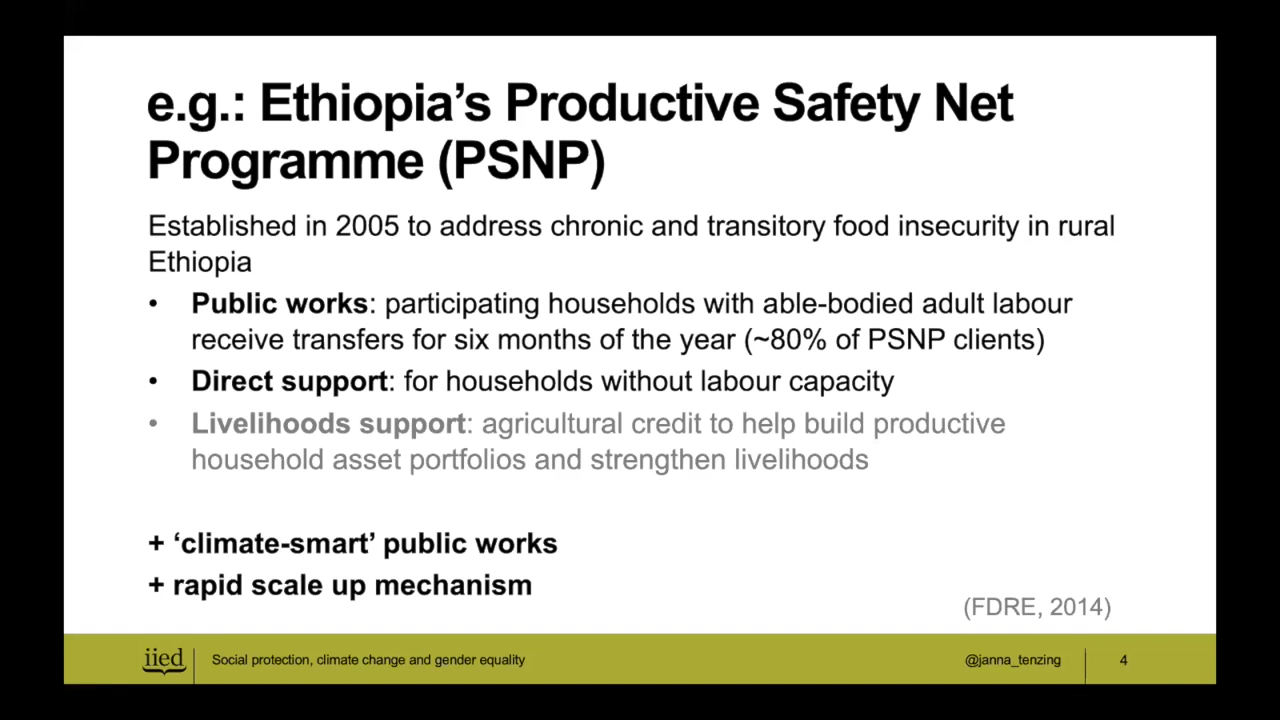 e.g.: Ethiopia’s Productive Safety Net
Programme (PSNP)
Established in 2005 to address chronic and transitory food insecurity in rural
Ethiopia
• Public works: participating households with able-bodied adult labour
receive transfers for six months of the year (~80% of PSNP clients)
• Direct support: for households without labour capacity
• Livelihoods support: agricultural credit to help build productive
household asset portfolios and strengthen livelihoods
+ ‘climate-smart’ public works
+ rapid scale up mechanism
(FDRE, 2014)
iied Social protection, climate change and gender equality @janna_tenzing 4